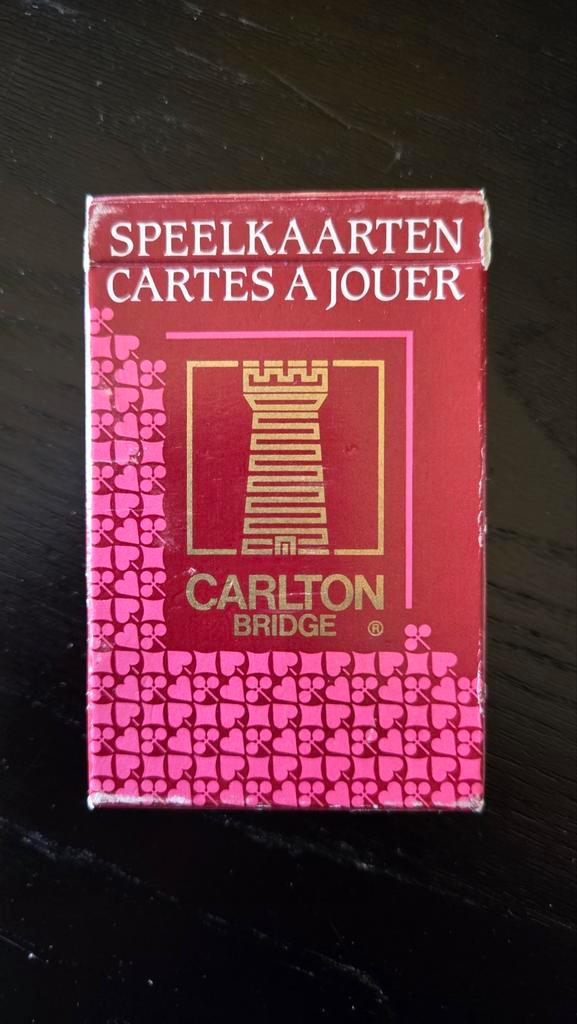 SPEELKAARTEN
CARTES A JOUER
CARLTON
BRIDGE ®